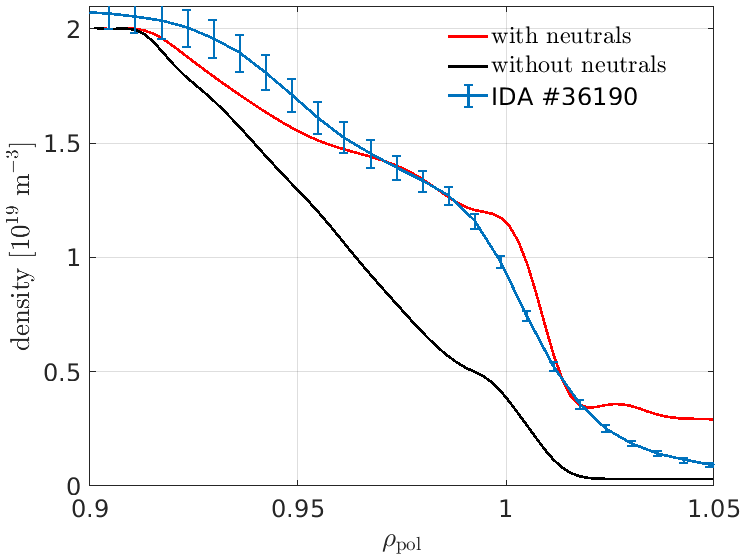 with neutrals
without neutrals
IDA #36190
density [10¹⁹ m⁻³]
2
1.5
1
0.5
0
0.9
0.95
1
1.05
ρpol